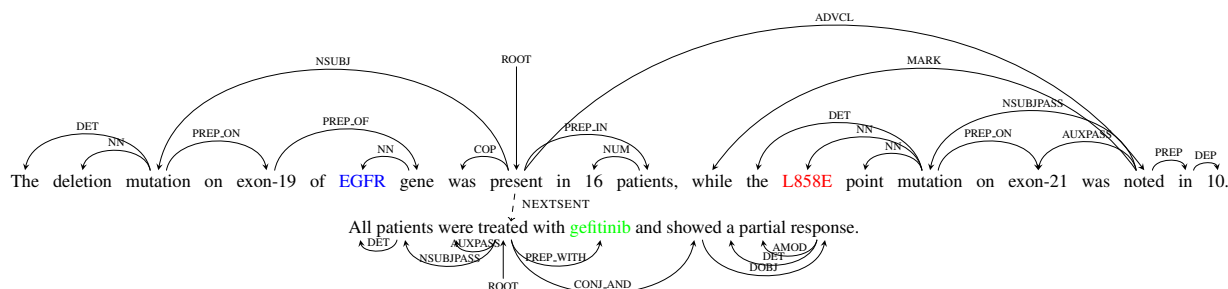 ADVCL
NSUBJ ROOT MARK
NSUBJPASS
DET PREP_ON PREP_OF PREP_IN DET
NN NN COP NUM NN NN PREP_ON AUXPASS PREP DEP
The deletion mutation on exon-19 of EGFR gene was present in 16 patients, while the L858E point mutation on exon-21 was noted in 10.
NEXTSENT
All patients were treated with gefitinib and showed a partial response.
DET AUXPASS AMOD
NSUBJPASS PREP_WITH DET
DOBJ
ROOT CONJ_AND